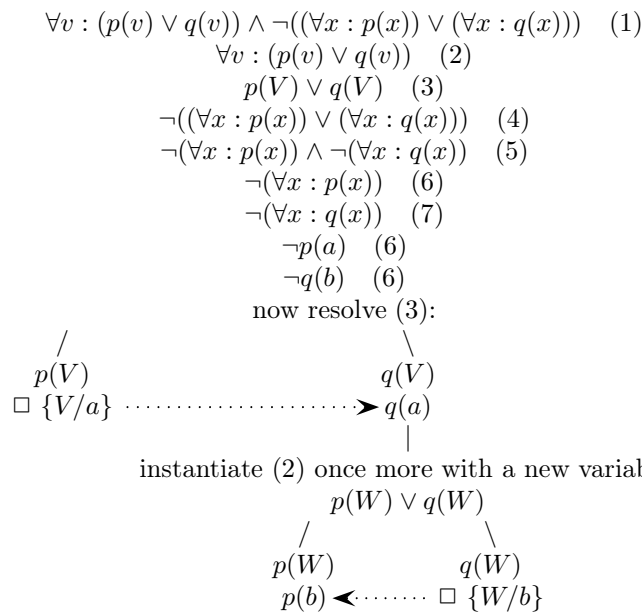 ∀v : (p(v) ∨ q(v)) ∧ ¬((∀x : p(x)) ∨ (∀x : q(x))) (1)
∀v : (p(v) ∨ q(v)) (2)
p(V) ∨ q(V) (3)
¬((∀x : p(x)) ∨ (∀x : q(x))) (4)
¬(∀x : p(x)) ∧ ¬(∀x : q(x)) (5)
¬(∀x : p(x)) (6)
¬(∀x : q(x)) (7)
¬p(a) (6)
¬q(b) (6)
now resolve (3):
p(V) q(V)
□ {V/a} q(a)
instantiate (2) once more with a new variab
p(W) ∨ q(W)
p(W) q(W)
p(b) □ {W/b}